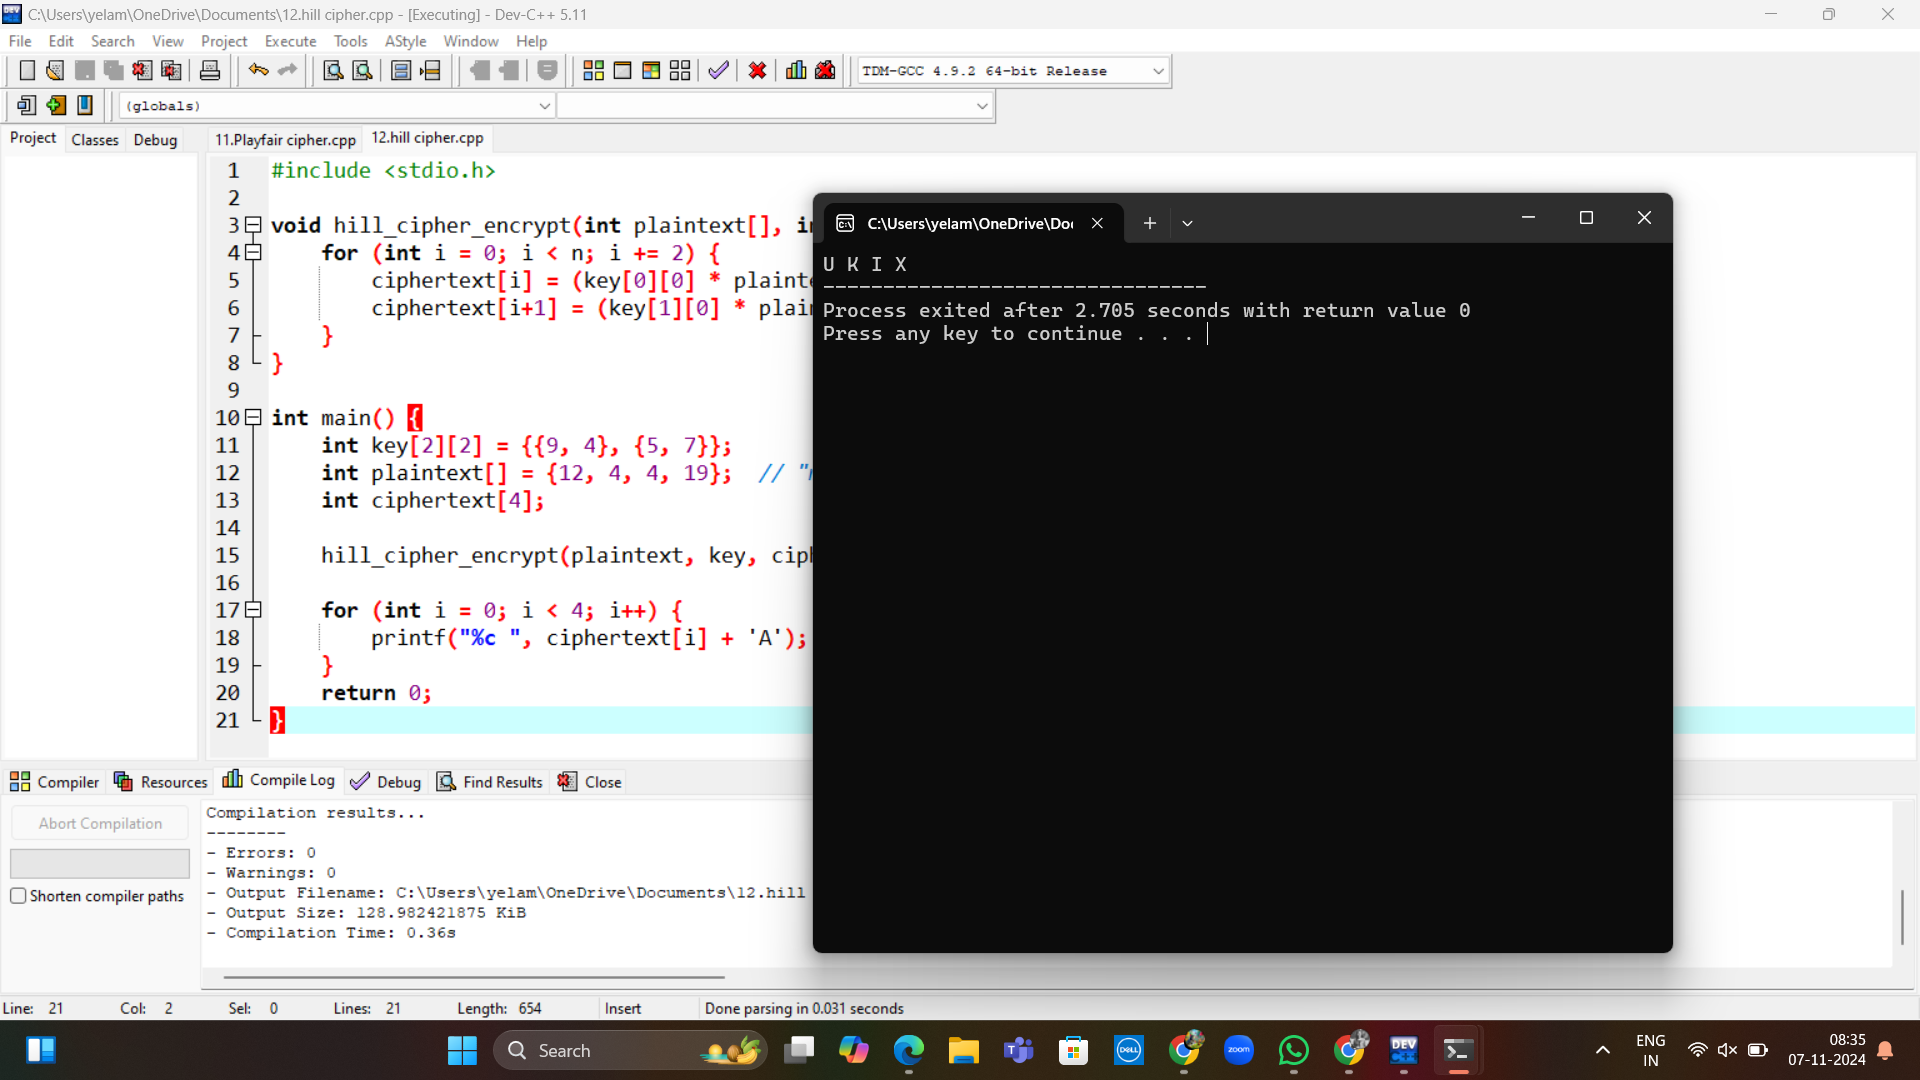 C:\Users\yelam\OneDrive\Documents\12.hill cipher.cpp - [Executing] - Dev-C++ 5.11
File Edit Search View Project Execute Tools AStyle Window Help
TDM-GCC 4.9.2 64-bit Release
(globals)
Project Classes Debug
11.Playfair cipher.cpp 12.hill cipher.cpp
1 #include <stdio.h>
2
3 void hill_cipher_encrypt(int plaintext[], in
4 for (int i = 0; i < n; i += 2) {
5 ciphertext[i] = (key[0][0] * plainte
6 ciphertext[i+1] = (key[1][0] * plain
7 }
8 }
9
10 int main() {
11 int key[2][2] = {{9, 4}, {5, 7}};
12 int plaintext[] = {12, 4, 4, 19}; // "m
13 int ciphertext[4];
14
15 hill_cipher_encrypt(plaintext, key, ciph
16
17 for (int i = 0; i < 4; i++) {
18 printf("%c ", ciphertext[i] + 'A');
19 }
20 return 0;
21 }
C:\Users\yelam\OneDrive\Doc
U K I X
--------------------------------
Process exited after 2.705 seconds with return value 0
Press any key to continue . . .
Compiler Resources Compile Log Debug Find Results Close
Abort Compilation
Shorten compiler paths
Compilation results...
--------
- Errors: 0
- Warnings: 0
- Output Filename: C:\Users\yelam\OneDrive\Documents\12.hill
- Output Size: 128.982421875 KiB
- Compilation Time: 0.36s
Line: 21 Col: 2 Sel: 0 Lines: 21 Length: 654 Insert Done parsing in 0.031 seconds
Search
DELL
zoom
DEV C++
ENG
IN
08:35
07-11-2024